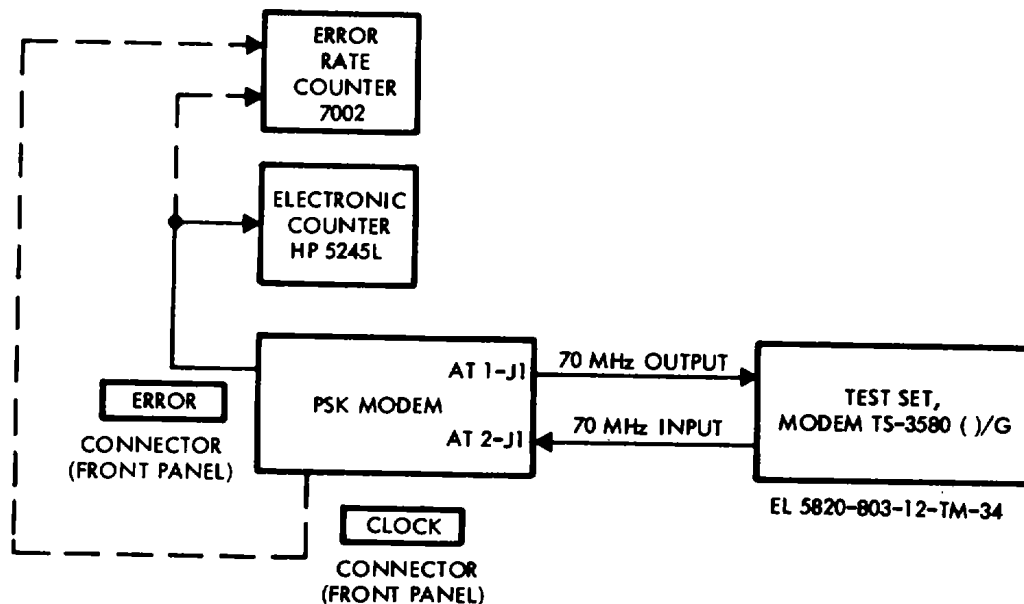 ERROR
RATE
COUNTER
7002
ELECTRONIC
COUNTER
HP 5245L
AT 1-J1
70 MHz OUTPUT
PSK MODEM
AT 2-J1
70 MHz INPUT
TEST SET,
MODEM TS-3580 ( )/G
ERROR
CONNECTOR
(FRONT PANEL)
EL 5820-803-12-TM-34
CLOCK
CONNECTOR
(FRONT PANEL)